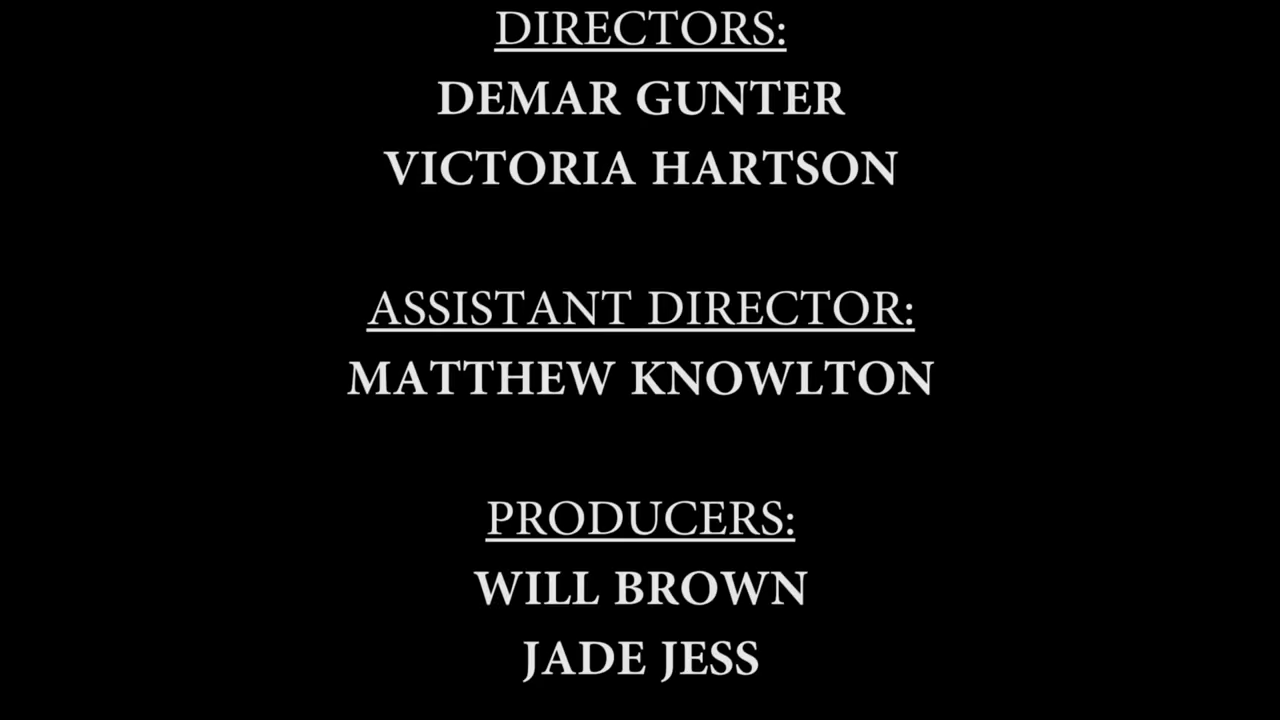 DIRECTORS:
DEMAR GUNTER
VICTORIA HARTSON
ASSISTANT DIRECTOR:
MATTHEW KNOWLTON
PRODUCERS:
WILL BROWN
JADE JESS